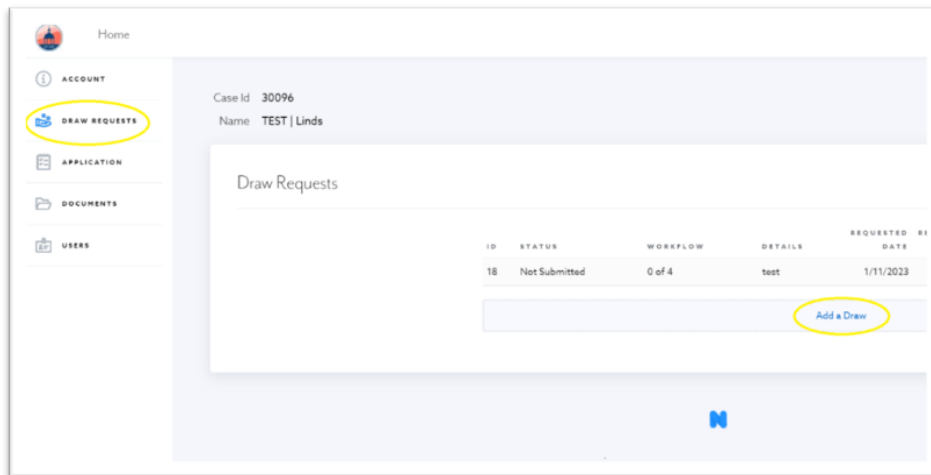 Home
ACCOUNT
DRAW REQUESTS
APPLICATION
DOCUMENTS
USERS
Case Id 30096
Name TEST | Linds
Draw Requests
ID STATUS WORKFLOW DETAILS REQUESTED DATE
18 Not Submitted 0 of 4 test 1/11/2023
Add a Draw
N